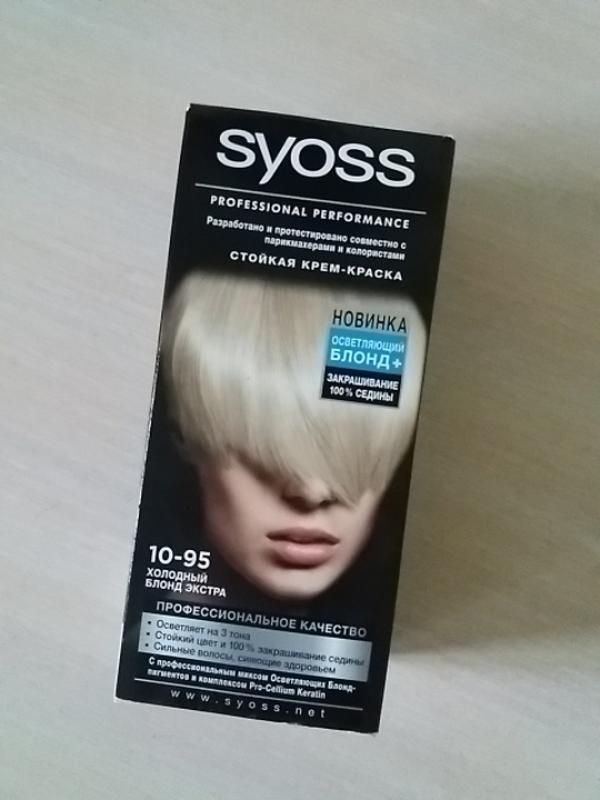 syoss
PROFESSIONAL PERFORMANCE
Разработано и протестировано совместно с
парикмахерами и колористами
СТОЙКАЯ КРЕМ-КРАСКА
НОВИНКА
ОСВЕТЛЯЮЩИЙ
БЛОНД+
ЗАКРАШИВАНИЕ
100% СЕДИНЫ
10-95
ХОЛОДНЫЙ
БЛОНД ЭКСТРА
ПРОФЕССИОНАЛЬНОЕ КАЧЕСТВО
• Осветляет на 3 тона
• Стойкий цвет и 100% закрашивание седины
• Сильные волосы, сияющие здоровьем
С профессиональным миксом Осветляющих Блонд-
пигментов и комплексом Pro-Cellium Keratin
www.syoss.net